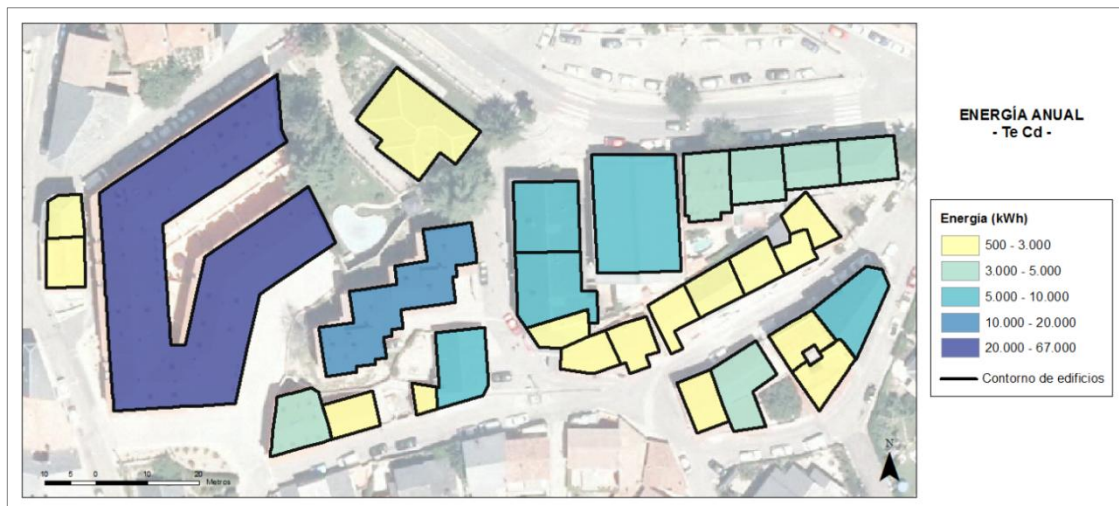 ENERGÍA ANUAL
- Te Cd -
Energía (kWh)
500 - 3.000
3.000 - 5.000
5.000 - 10.000
10.000 - 20.000
20.000 - 67.000
Contorno de edificios
N
10 5 0 10 20
Metros